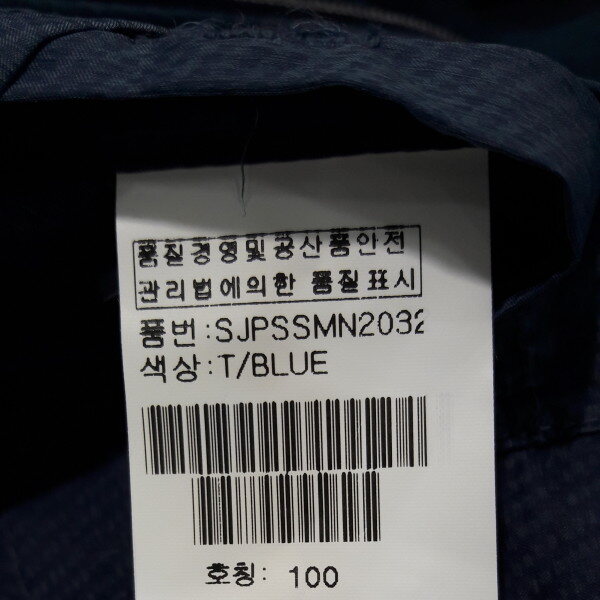 품질경영및공산품안전
관리법에의한 품질표시
품번:SJPSSMN2032
색상:T/BLUE
호칭: 100